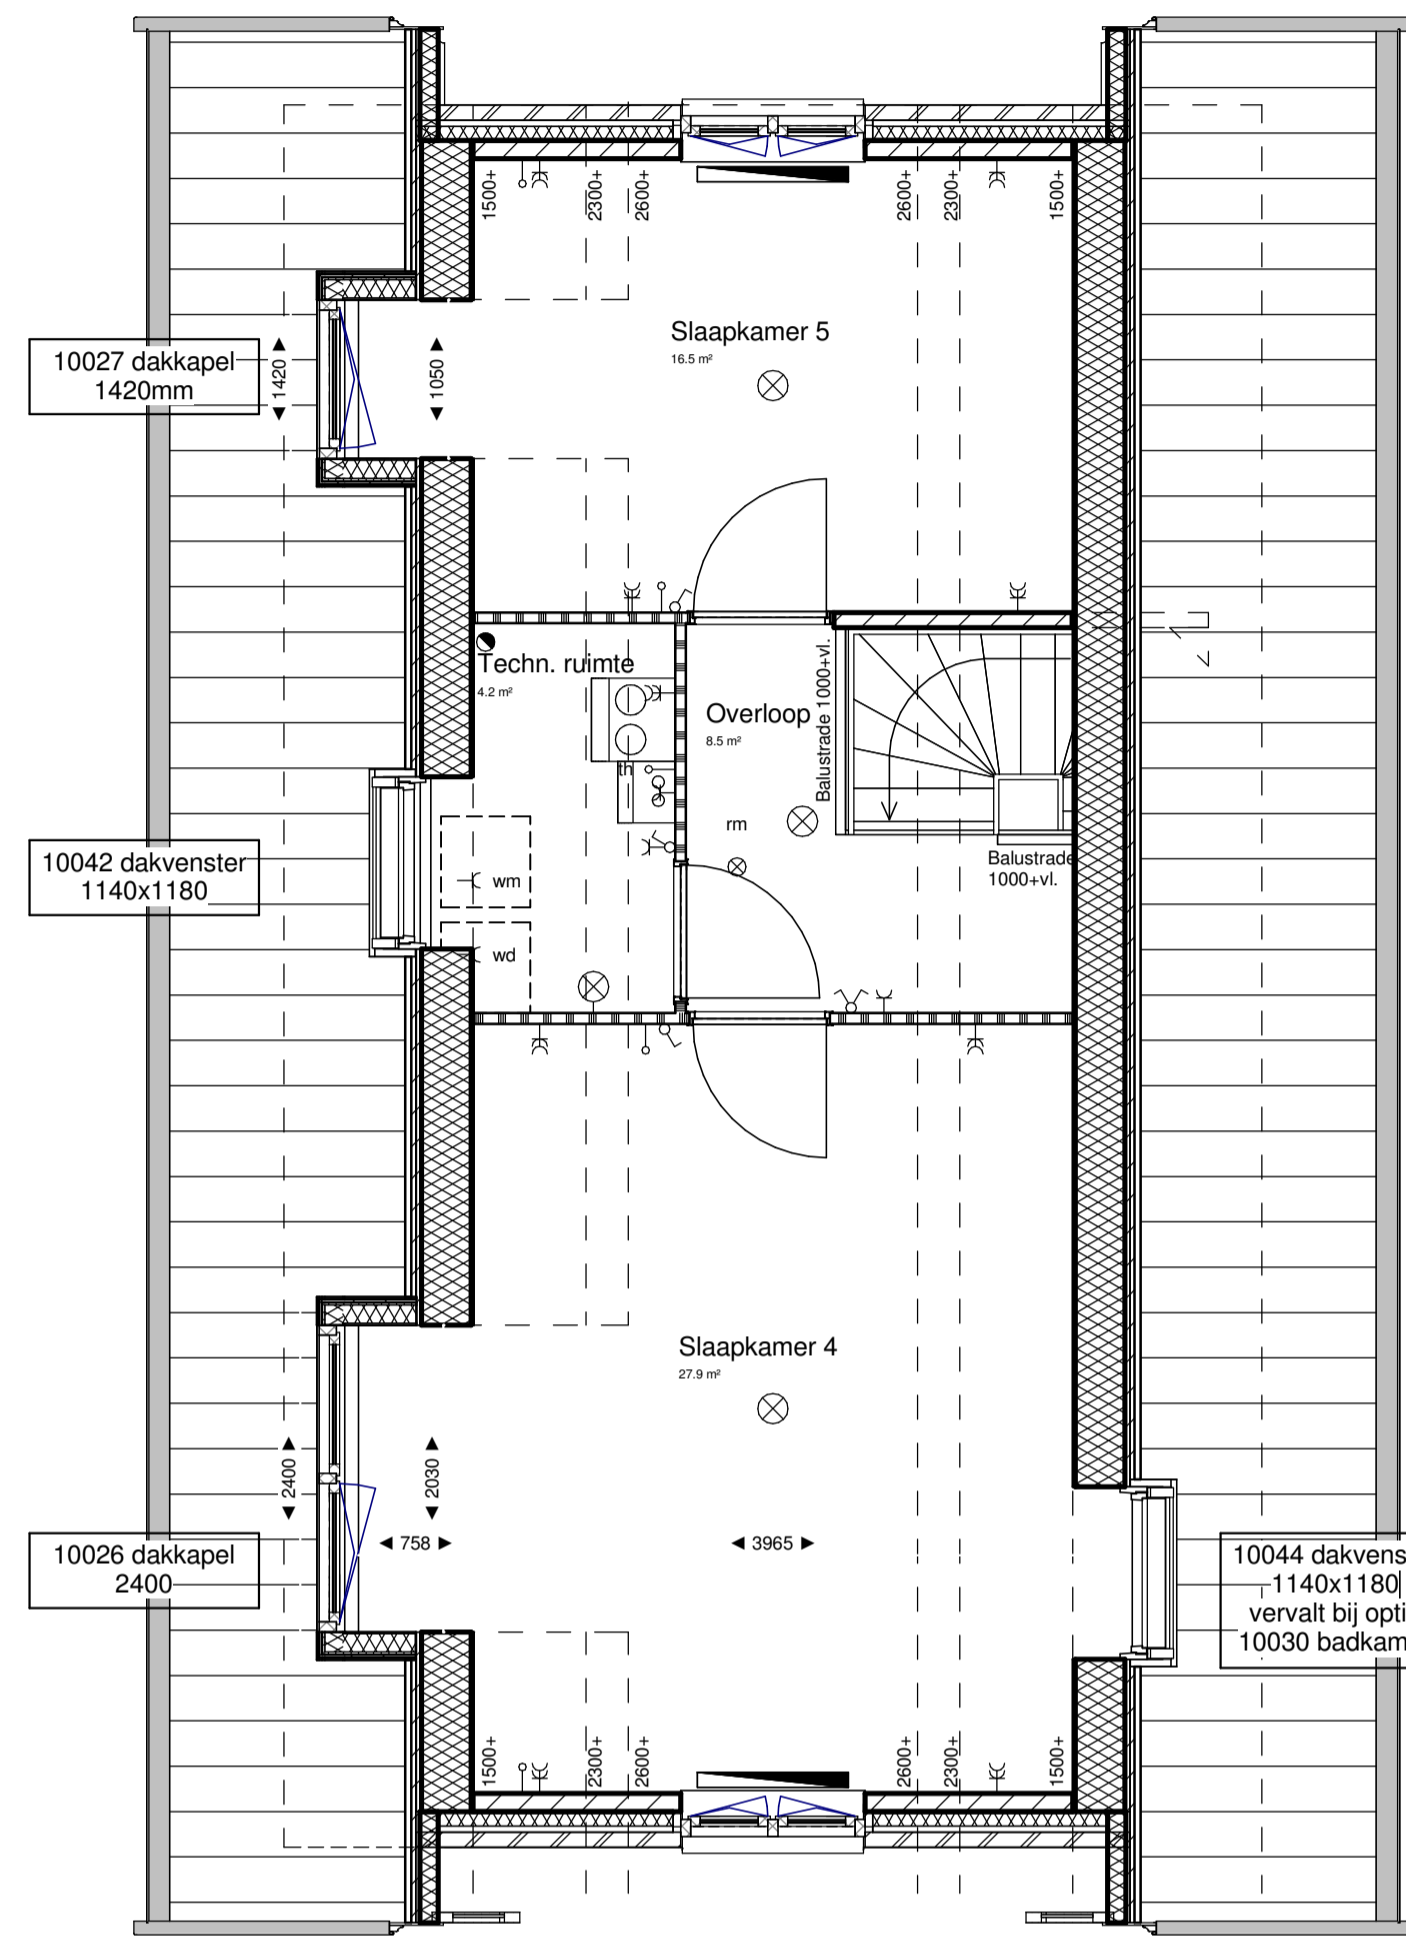 1500+
2300+
2600+
2600+
2300+
1500+
Slaapkamer 5
16.5 m²
10027 dakkapel
1420mm
1420
1050
Techn. ruimte
4.2 m²
Overloop
8.5 m²
Balustrade 1000+vl.
th
rm
Balustrade
1000+vl.
10042 dakvenster
1140x1180
wm
wd
Slaapkamer 4
27.9 m²
2400
2030
758
3965
10026 dakkapel
2400
10044 dakvens
1140x1180
vervalt bij opti
10030 badkam
1500+
2300+
2600+
2600+
2300+
1500+